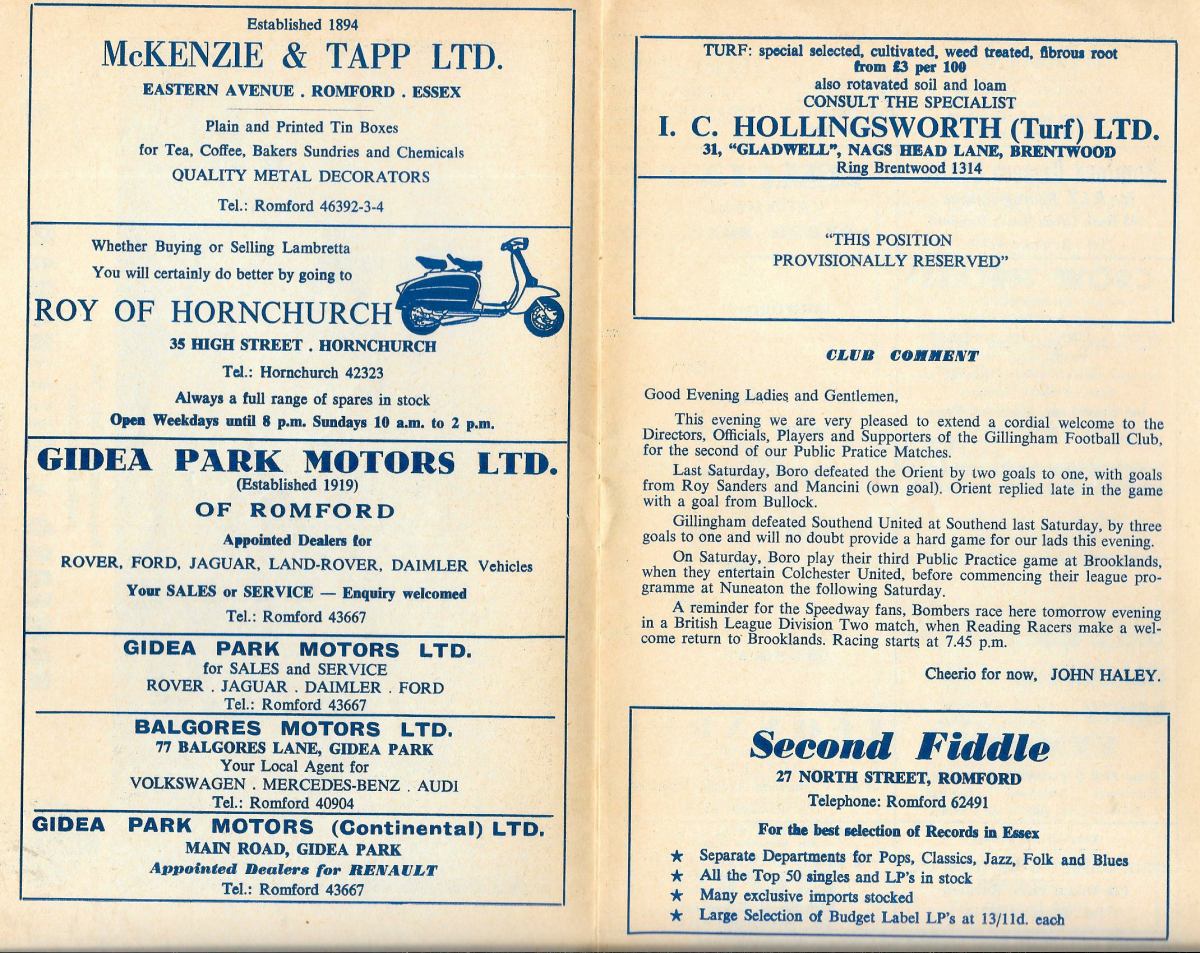 Established 1894
McKENZIE & TAPP LTD.
EASTERN AVENUE . ROMFORD . ESSEX
Plain and Printed Tin Boxes
for Tea, Coffee, Bakers Sundries and Chemicals
QUALITY METAL DECORATORS
Tel.: Romford 46392-3-4
Whether Buying or Selling Lambretta
You will certainly do better by going to
ROY OF HORNCHURCH
35 HIGH STREET . HORNCHURCH
Tel.: Hornchurch 42323
Always a full range of spares in stock
Open Weekdays until 8 p.m. Sundays 10 a.m. to 2 p.m.
GIDEA PARK MOTORS LTD.
(Established 1919)
OF ROMFORD
Appointed Dealers for
ROVER, FORD, JAGUAR, LAND-ROVER, DAIMLER Vehicles
Your SALES or SERVICE — Enquiry welcomed
Tel.: Romford 43667
GIDEA PARK MOTORS LTD.
for SALES and SERVICE
ROVER . JAGUAR . DAIMLER . FORD
Tel.: Romford 43667
BALGORES MOTORS LTD.
77 BALGORES LANE, GIDEA PARK
Your Local Agent for
VOLKSWAGEN . MERCEDES-BENZ . AUDI
Tel.: Romford 40904
GIDEA PARK MOTORS (Continental) LTD.
MAIN ROAD, GIDEA PARK
Appointed Dealers for RENAULT
Tel.: Romford 43667
TURF: special selected, cultivated, weed treated, fibrous root
from £3 per 100
also rotavated soil and loam
CONSULT THE SPECIALIST
I. C. HOLLINGSWORTH (Turf) LTD.
31, "GLADWELL", NAGS HEAD LANE, BRENTWOOD
Ring Brentwood 1314
"THIS POSITION
PROVISIONALLY RESERVED"
CLUB COMMENT
Good Evening Ladies and Gentlemen,
This evening we are very pleased to extend a cordial welcome to the
Directors, Officials, Players and Supporters of the Gillingham Football Club,
for the second of our Public Pratice Matches.
Last Saturday, Boro defeated the Orient by two goals to one, with goals
from Roy Sanders and Mancini (own goal). Orient replied late in the game
with a goal from Bullock.
Gillingham defeated Southend United at Southend last Saturday, by three
goals to one and will no doubt provide a hard game for our lads this evening.
On Saturday, Boro play their third Public Practice game at Brooklands,
when they entertain Colchester United, before commencing their league pro-
gramme at Nuneaton the following Saturday.
A reminder for the Speedway fans, Bombers race here tomorrow evening
in a British League Division Two match, when Reading Racers make a wel-
come return to Brooklands. Racing starts at 7.45 p.m.
Cheerio for now, JOHN HALEY.
Second Fiddle
27 NORTH STREET, ROMFORD
Telephone: Romford 62491
For the best selection of Records in Essex
★ Separate Departments for Pops, Classics, Jazz, Folk and Blues
★ All the Top 50 singles and LP's in stock
★ Many exclusive imports stocked
★ Large Selection of Budget Label LP's at 13/11d. each